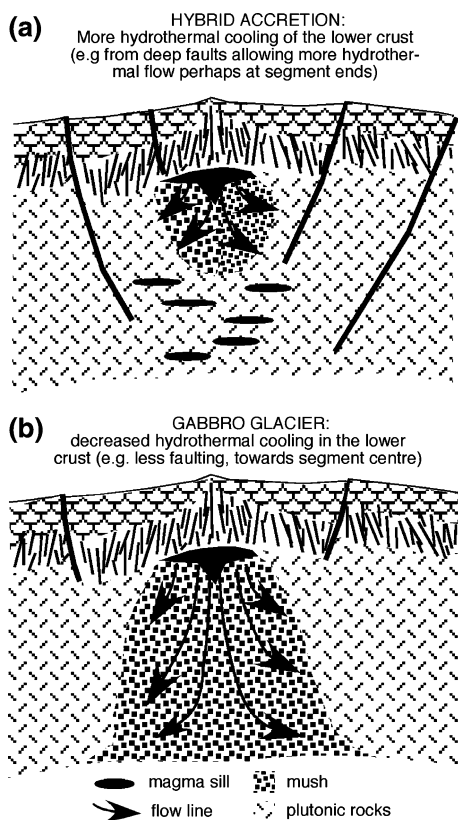 (a)
HYBRID ACCRETION:
More hydrothermal cooling of the lower crust
(e.g from deep faults allowing more hydrother-
mal flow perhaps at segment ends)
(b)
GABBRO GLACIER:
decreased hydrothermal cooling in the lower
crust (e.g. less faulting, towards segment centre)
magma sill
mush
flow line
plutonic rocks